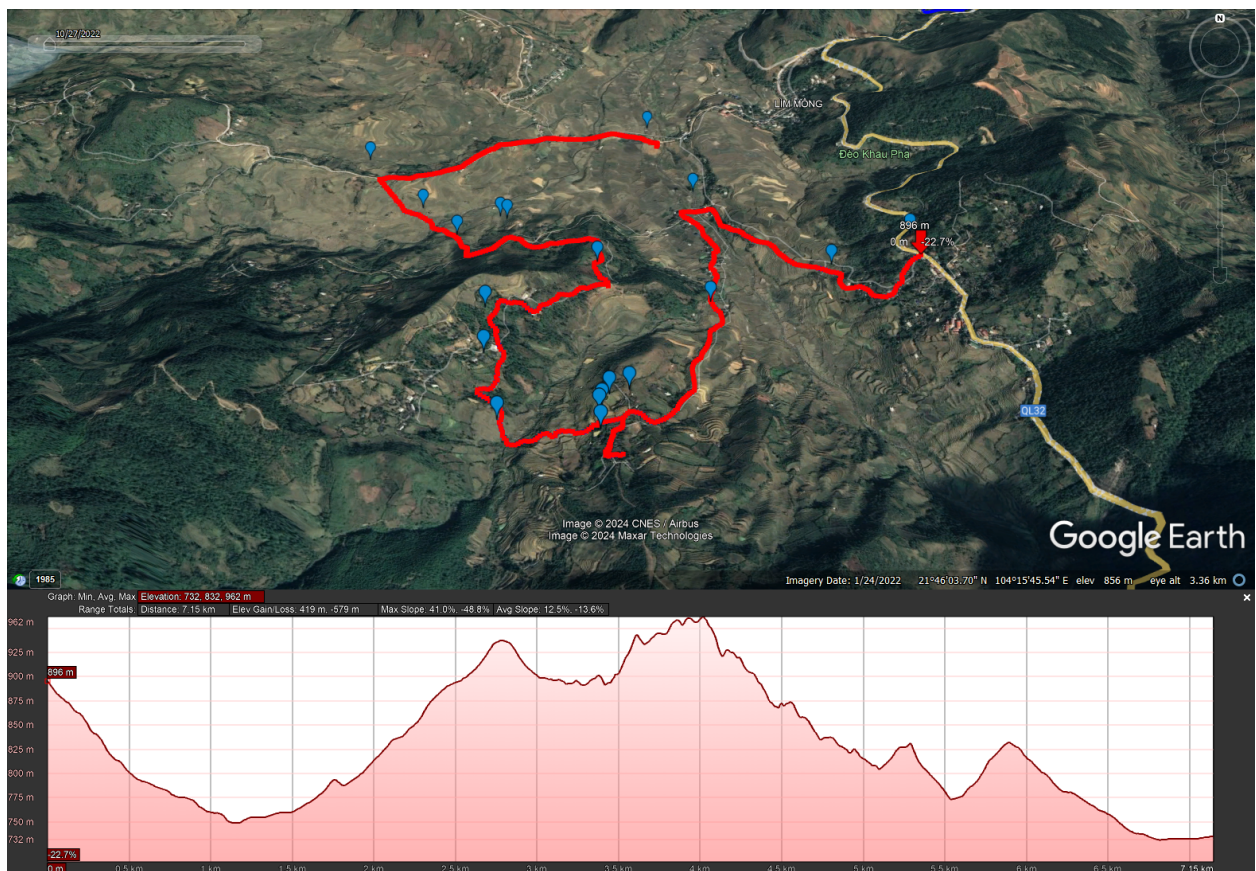 10/27/2022
N
LIM MÔNG
Đèo Khau Phạ
896 m
0 m -22.7%
QL32
Image © 2024 CNES / Airbus
Image © 2024 Maxar Technologies
Google Earth
1985
Imagery Date: 1/24/2022 21°46'03.70" N 104°15'45.54" E elev 856 m eye alt 3.36 km
Graph: Min, Avg, Max Elevation: 732, 832, 962 m
Range Totals: Distance: 7.15 km Elev Gain/Loss: 419 m, -579 m Max Slope: 41.0%, -48.8% Avg Slope: 12.5%, -13.6%
962 m
925 m
900 m
896 m
875 m
850 m
825 m
800 m
775 m
750 m
732 m
-22.7%
0 m 0.5 km 1 km 1.5 km 2 km 2.5 km 3 km 3.5 km 4 km 4.5 km 5 km 5.5 km 6 km 6.5 km 7.15 km